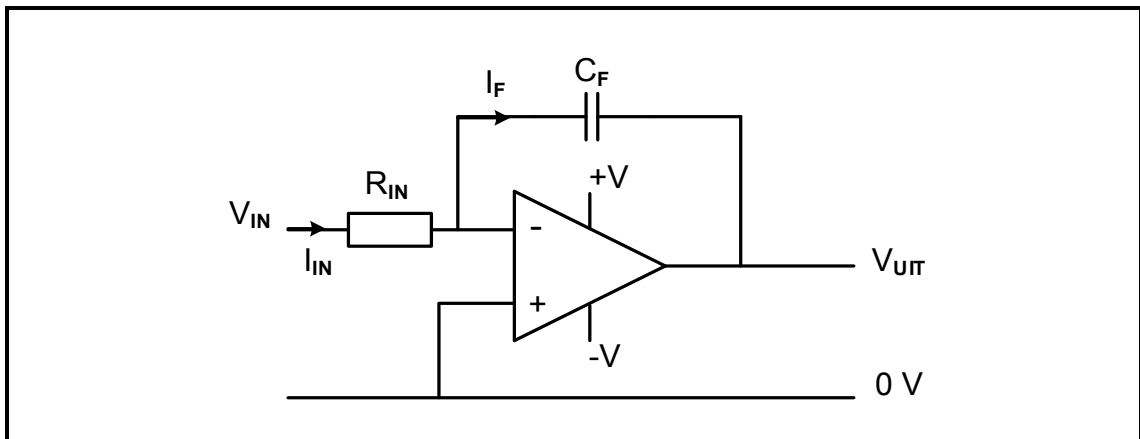 I_F
C_F
+V
R_IN
V_IN
-
I_IN
V_UIT
+
-V
0 V